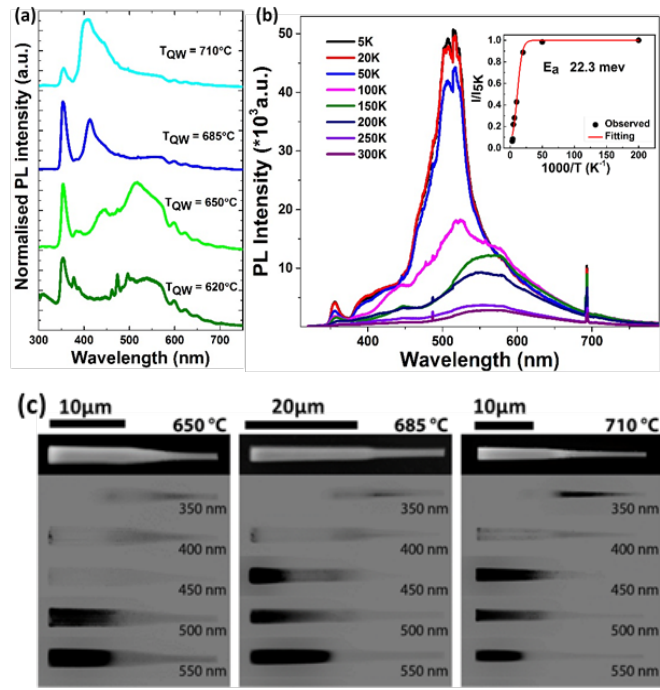 (a)
Normalised PL intensity (a.u.)
T_QW = 710°C
T_QW = 685°C
T_QW = 650°C
T_QW = 620°C
300 400 500 600 700
Wavelength (nm)
(b)
PL Intensity (*10³a.u.)
50
40
30
20
10
5K
20K
50K
100K
150K
200K
250K
300K
I/I5K
1.0
0.8
0.6
0.4
0.2
0.0
Ea 22.3 mev
Observed
Fitting
0 50 100 150 200
1000/T (K⁻¹)
400 500 600 700
Wavelength (nm)
(c)
10µm 650 °C
350 nm
400 nm
450 nm
500 nm
550 nm
20µm 685 °C
350 nm
400 nm
450 nm
500 nm
550 nm
10µm 710 °C
350 nm
400 nm
450 nm
500 nm
550 nm